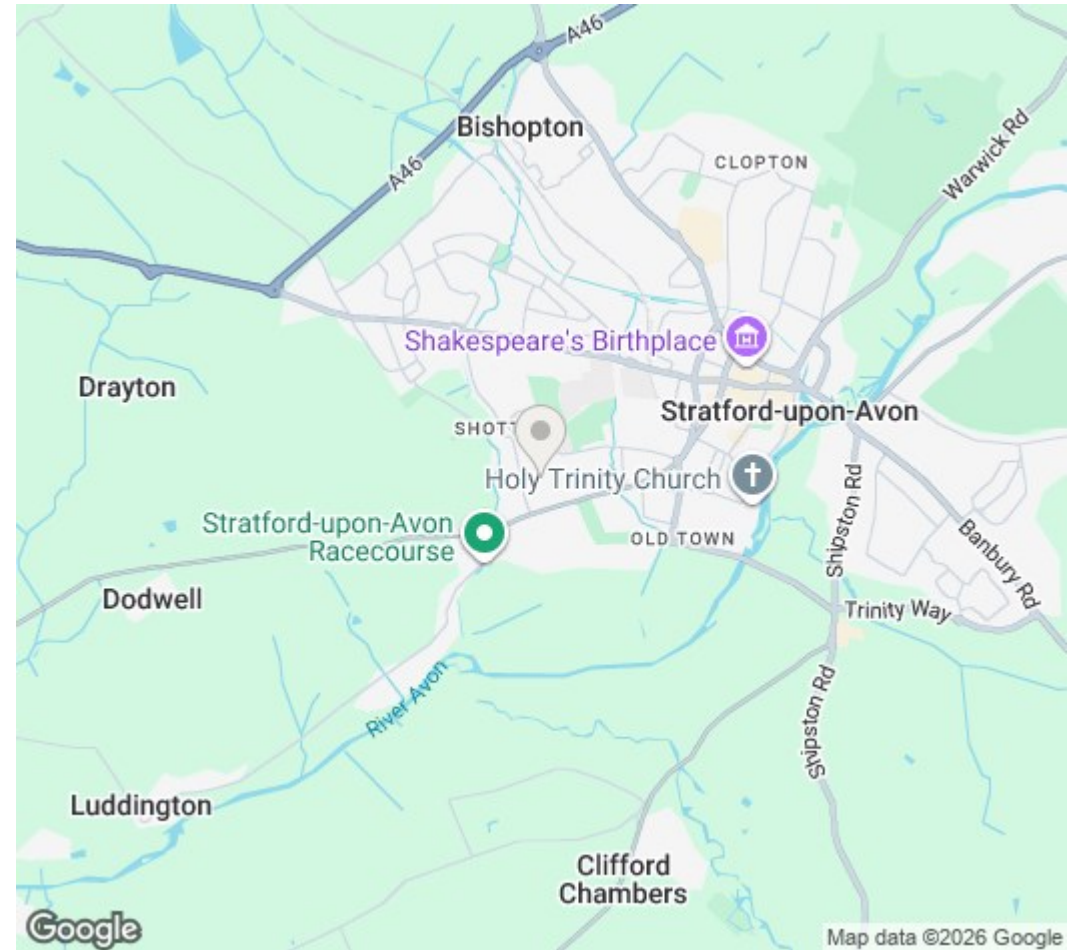 A46
Bishopton
A46
CLOPTON
Warwick Rd
Shakespeare's Birthplace
Drayton
Stratford-upon-Avon
SHOTT
Holy Trinity Church
Stratford-upon-Avon
Racecourse
OLD TOWN
Shipston Rd
Banbury Rd
Dodwell
Trinity Way
River Avon
Shipston Rd
Luddington
Clifford
Chambers
Google
Map data ©2026 Google